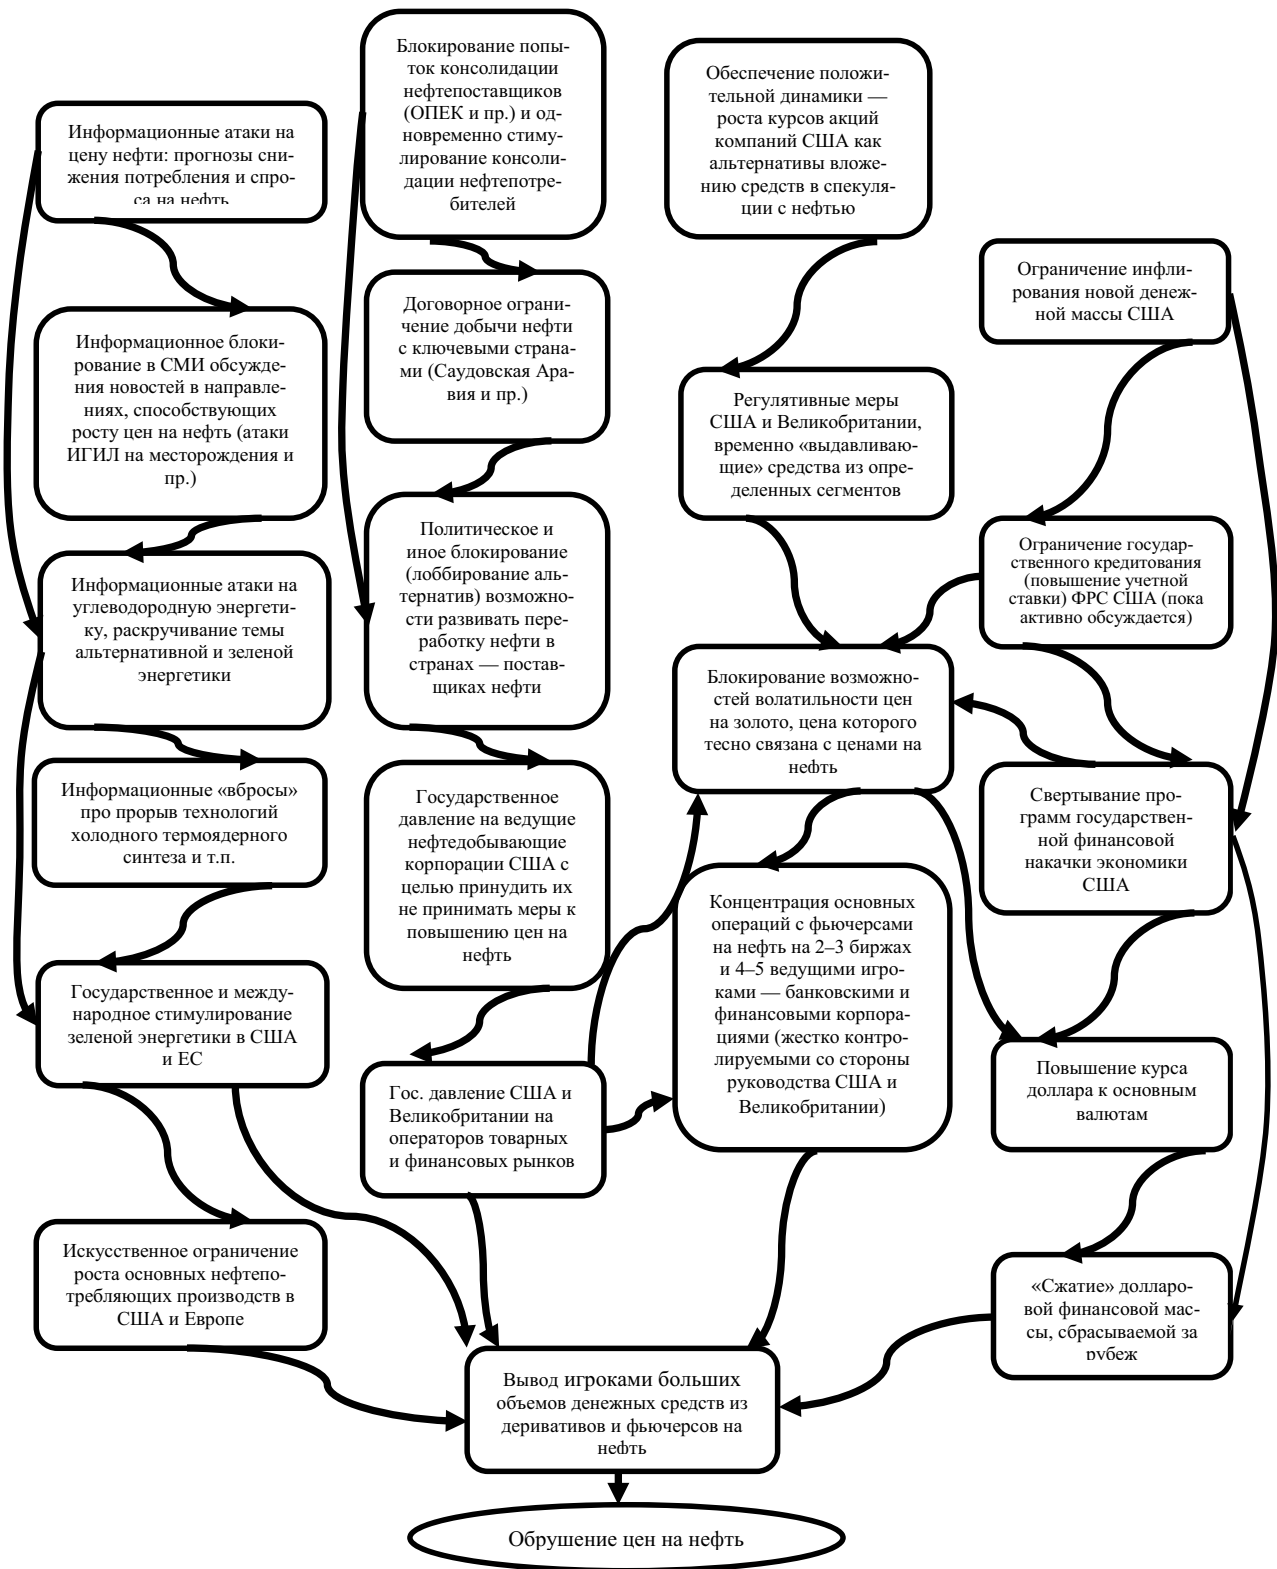 Информационные атаки на
цену нефти: прогнозы сни-
жения потребления и спро-
са на нефть
Информационное блоки-
рование в СМИ обсужде-
ния новостей в направле-
ниях, способствующих
росту цен на нефть (атаки
ИГИЛ на месторождения и
пр.)
Информационные атаки на
углеводородную энергети-
ку, раскручивание темы
альтернативной и зеленой
энергетики
Информационные «вбросы»
про прорыв технологий
холодного термоядерного
синтеза и т.п.
Государственное и между-
народное стимулирование
зеленой энергетики в США
и ЕС
Искусственное ограничение
роста основных нефтепо-
требляющих производств в
США и Европе
Блокирование попы-
ток консолидации
нефтепоставщиков
(ОПЕК и пр.) и од-
новременно стиму-
лирование консоли-
дации нефтепотре-
бителей
Договорное ограни-
чение добычи нефти
с ключевыми страна-
ми (Саудовская Ара-
вия и пр.)
Политическое и
иное блокирование
(лоббирование аль-
тернатив) возможно-
сти развивать пере-
работку нефти в
странах — постав-
щиках нефти
Государственное
давление на ведущие
нефтедобывающие
корпорации США с
целью принудить их
не принимать меры к
повышению цен на
нефть
Гос. давление США и
Великобритании на
операторов товарных
и финансовых рынков
Обеспечение положи-
тельной динамики —
роста курсов акций
компаний США как
альтернативы вложе-
нию средств в спекуля-
ции с нефтью
Регулятивные меры
США и Великобритании,
временно «выдавливаю-
щие» средства из опре-
деленных сегментов
Блокирование возможно-
стей волатильности цен
на золото, цена которого
тесно связана с ценами на
нефть
Концентрация основных
операций с фьючерсами
на нефть на 2–3 биржах
и 4–5 ведущими игро-
ками — банковскими и
финансовыми корпора-
циями (жестко контро-
лируемыми со стороны
руководства США и
Великобритании)
Ограничение инфли-
рования новой денеж-
ной массы США
Ограничение государ-
ственного кредитования
(повышение учетной
ставки) ФРС США (пока
активно обсуждается)
Свертывание про-
грамм государствен-
ной финансовой
накачки экономики
США
Повышение курса
доллара к основным
валютам
«Сжатие» долларо-
вой финансовой мас-
сы, сбрасываемой за
рубеж
Вывод игроками больших
объемов денежных средств из
деривативов и фьючерсов на
нефть
Обрушение цен на нефть